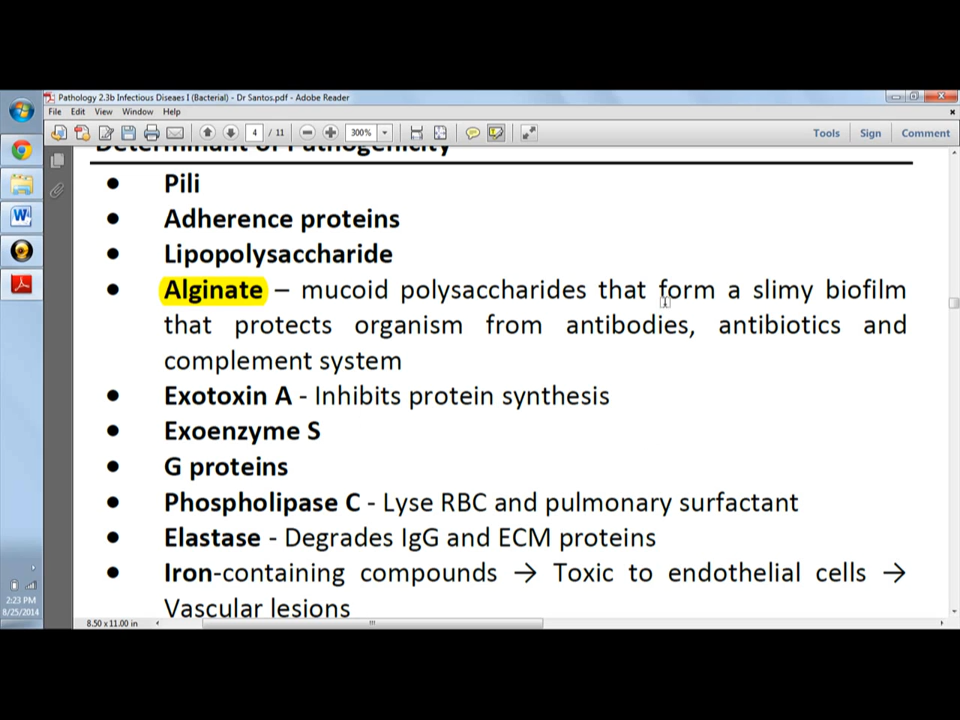 Pathology 2.3b Infectious Diseaes I (Bacterial) - Dr Santos.pdf - Adobe Reader
File Edit View Window Help
4 / 11 300% Tools Sign Comment
Determinant of Pathogenicity
• Pili
• Adherence proteins
• Lipopolysaccharide
• Alginate – mucoid polysaccharides that form a slimy biofilm
that protects organism from antibodies, antibiotics and
complement system
• Exotoxin A - Inhibits protein synthesis
• Exoenzyme S
• G proteins
• Phospholipase C - Lyse RBC and pulmonary surfactant
• Elastase - Degrades IgG and ECM proteins
• Iron-containing compounds → Toxic to endothelial cells →
Vascular lesions
2:23 PM
8/25/2014
8.50 x 11.00 in